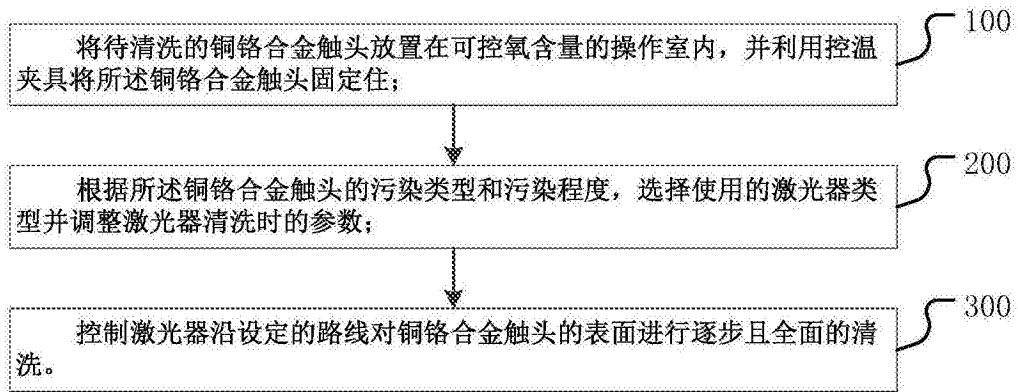 100
将待清洗的铜铬合金触头放置在可控氧含量的操作室内，并利用控温
夹具将所述铜铬合金触头固定住；
200
根据所述铜铬合金触头的污染类型和污染程度，选择使用的激光器类
型并调整激光器清洗时的参数；
300
控制激光器沿设定的路线对铜铬合金触头的表面进行逐步且全面的清
洗。